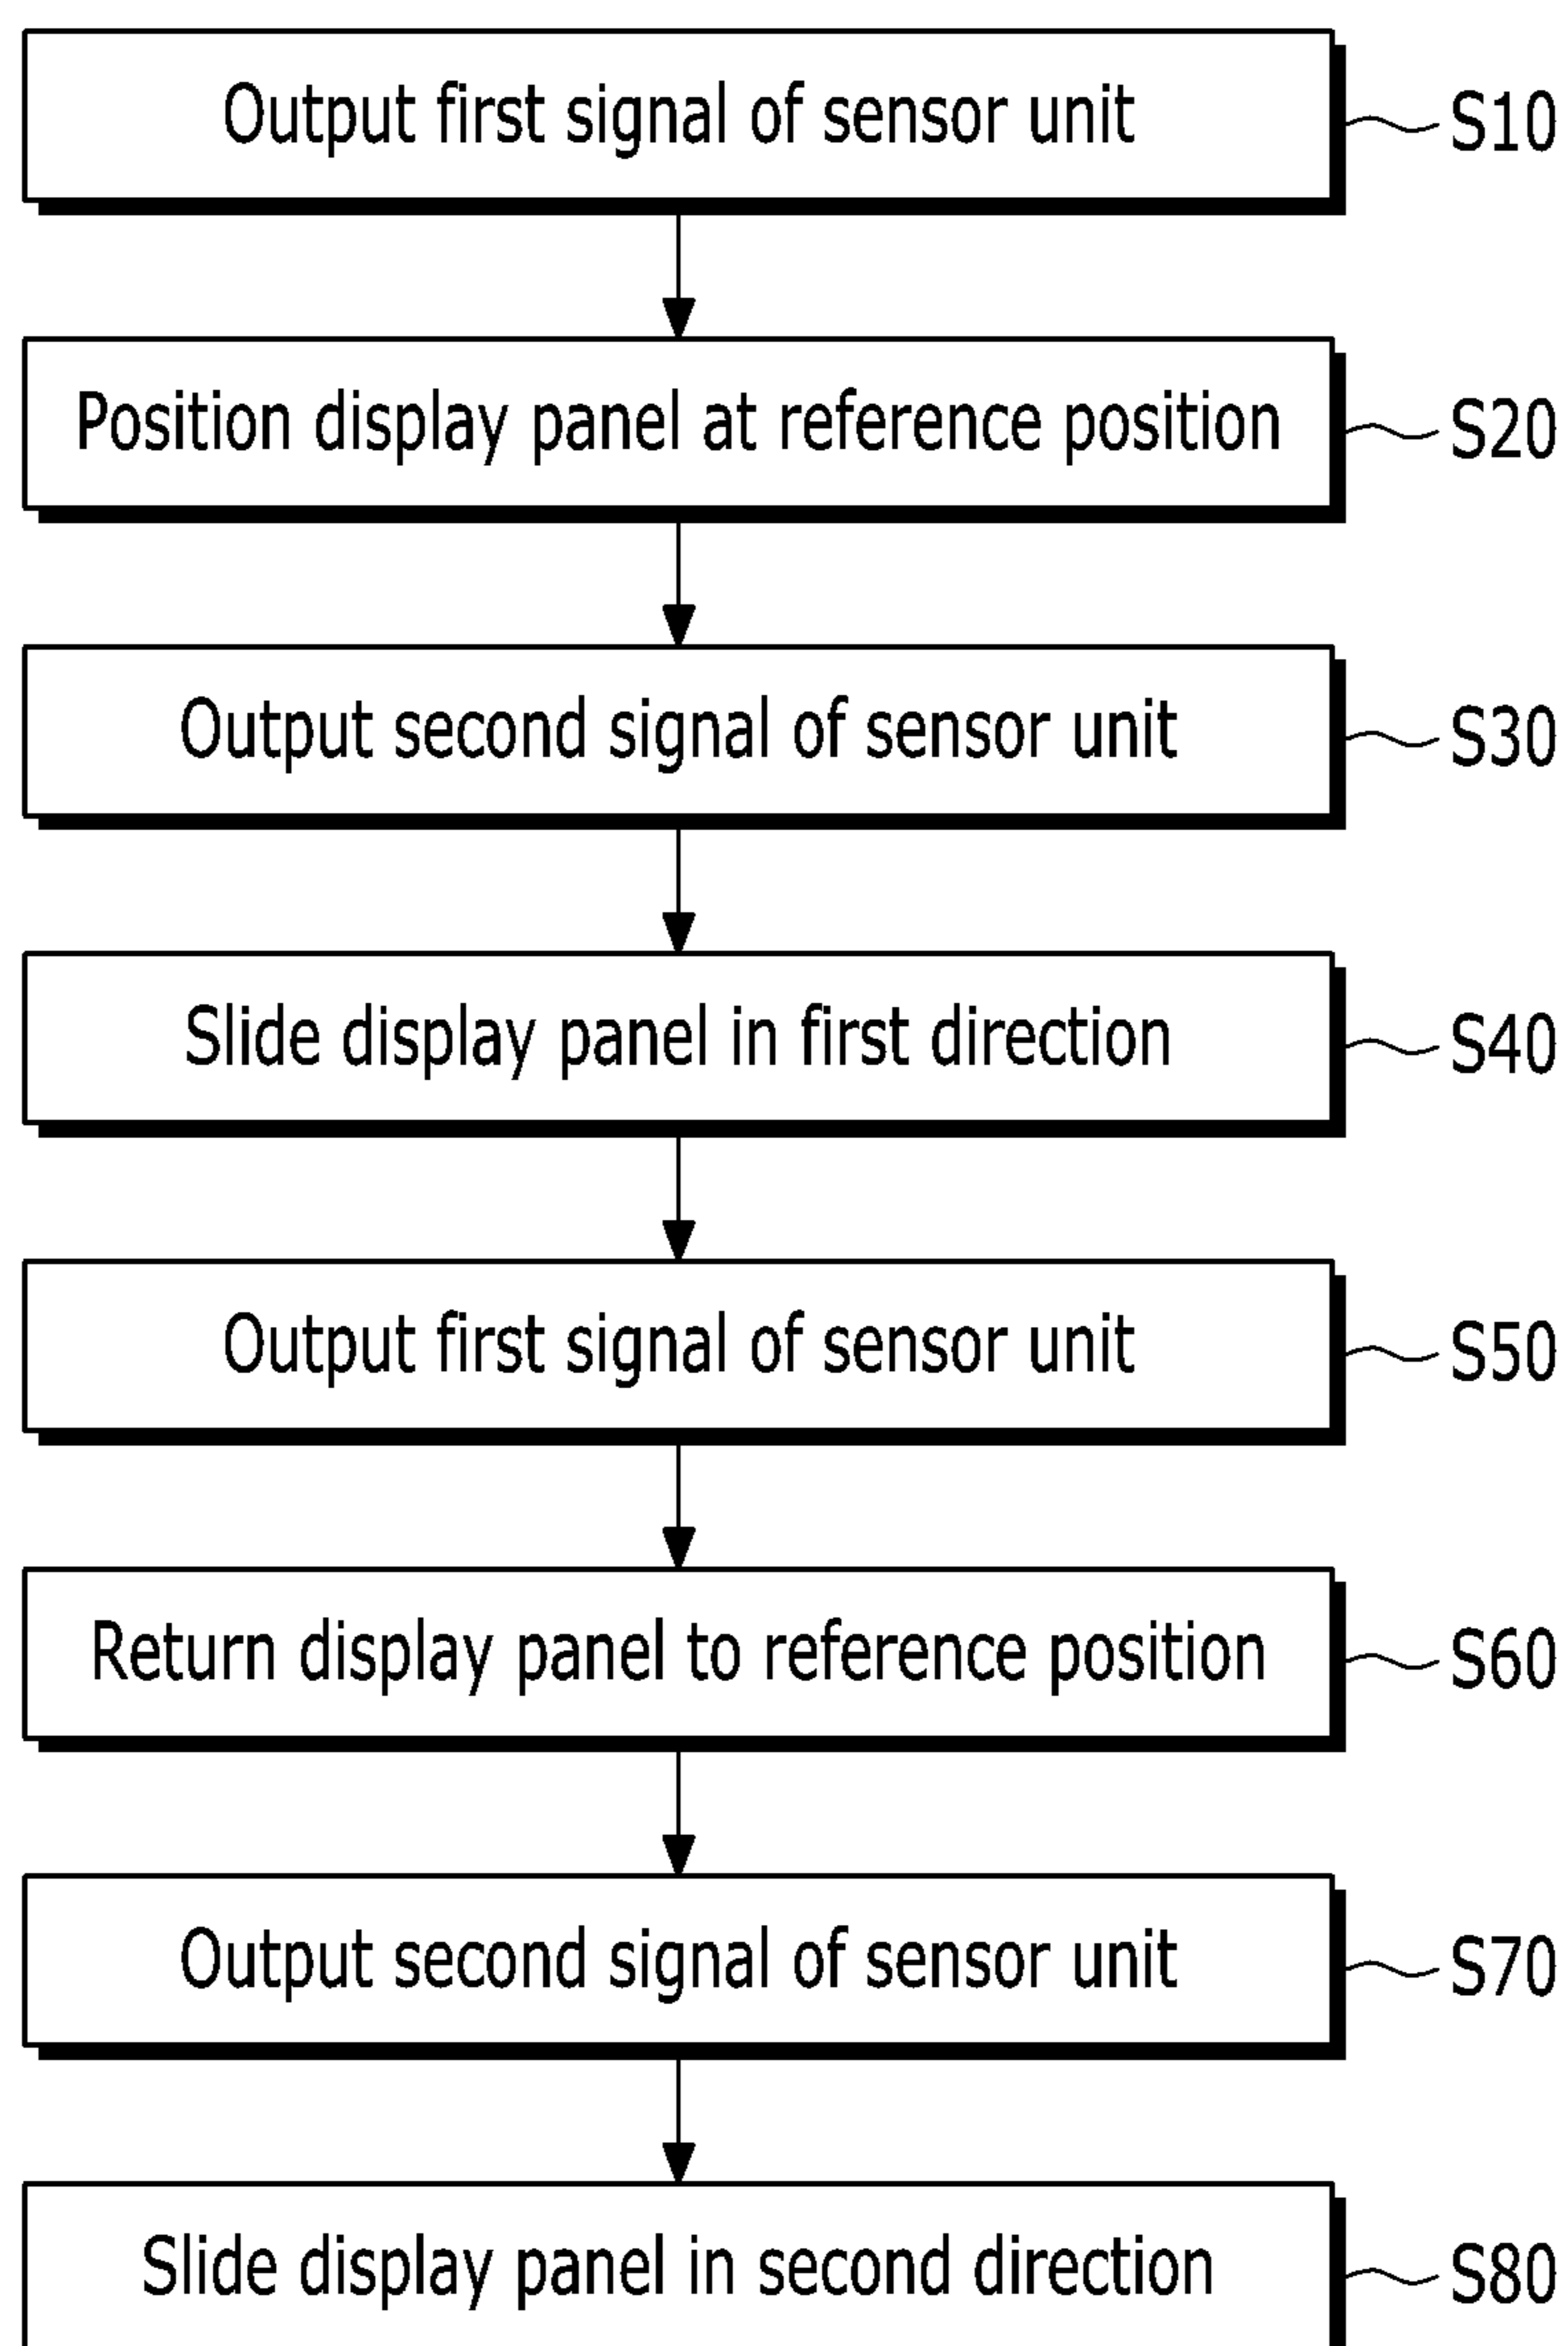 Output first signal of sensor unit
S10
Position display panel at reference position
S20
Output second signal of sensor unit
S30
Slide display panel in first direction
S40
Output first signal of sensor unit
S50
Return display panel to reference position
S60
Output second signal of sensor unit
S70
Slide display panel in second direction
S80